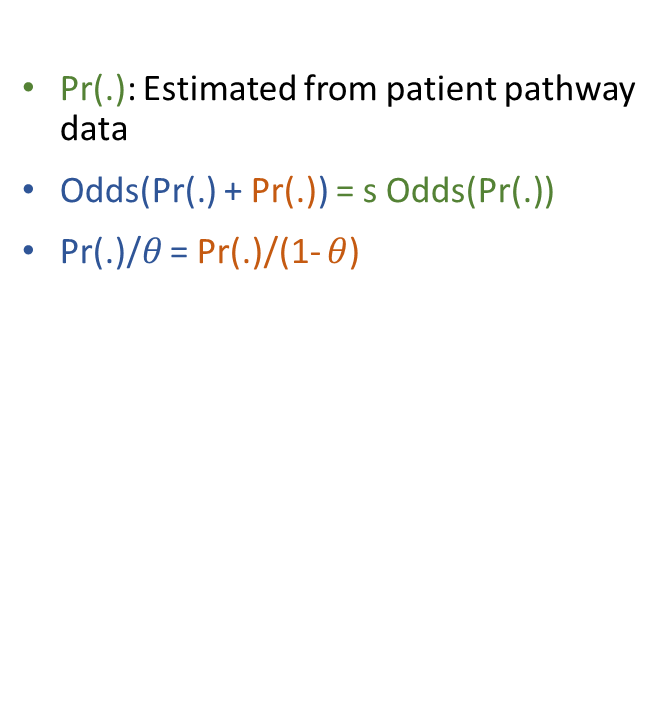 • Pr(.): Estimated from patient pathway
data
• Odds(Pr(.) + Pr(.)) = s Odds(Pr(.))
• Pr(.)/θ = Pr(.)/(1- θ)